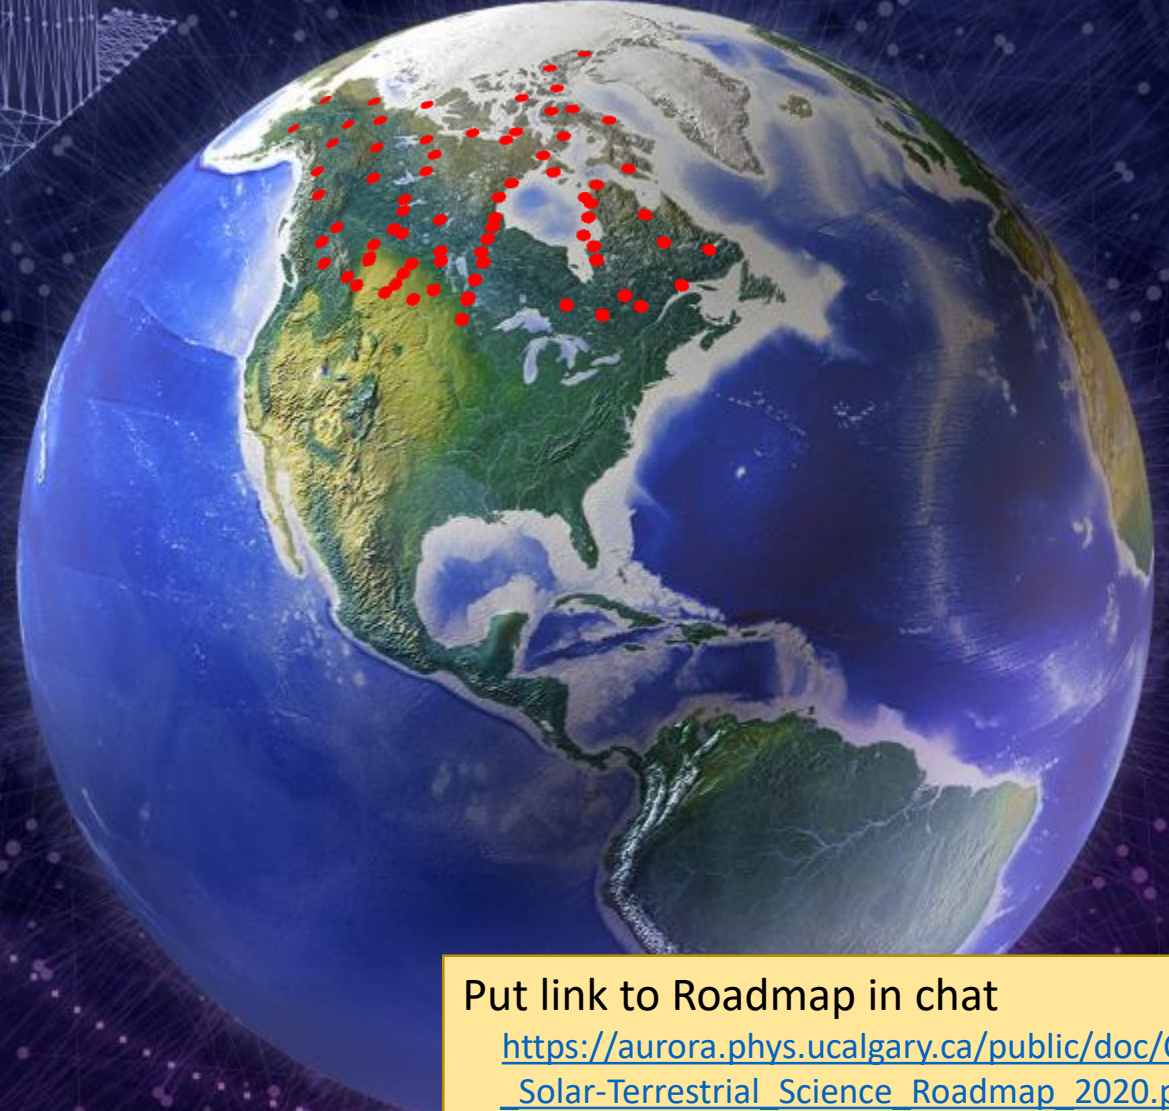 Put link to Roadmap in chat
https://aurora.phys.ucalgary.ca/public/doc/
_Solar-Terrestrial_Science_Roadmap_2020.p